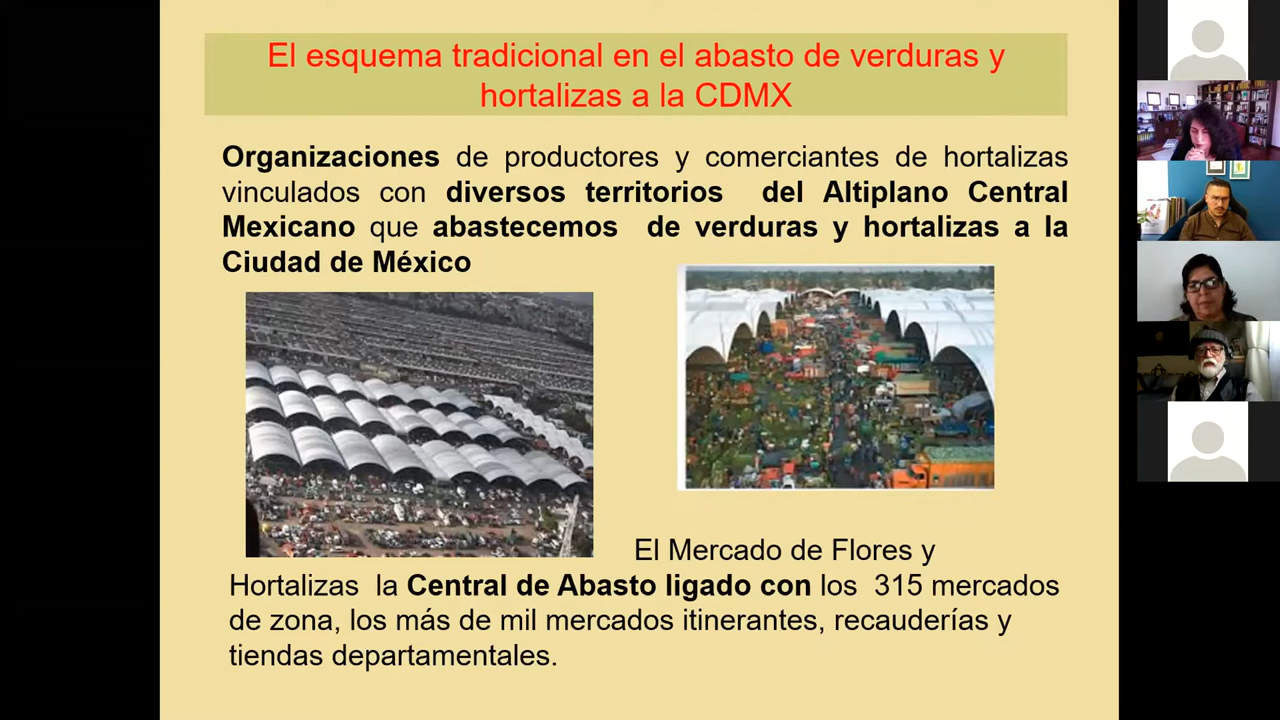 El esquema tradicional en el abasto de verduras y
hortalizas a la CDMX
Organizaciones de productores y comerciantes de hortalizas
vinculados con diversos territorios del Altiplano Central
Mexicano que abastecemos de verduras y hortalizas a la
Ciudad de México
El Mercado de Flores y
Hortalizas la Central de Abasto ligado con los 315 mercados
de zona, los más de mil mercados itinerantes, recauderías y
tiendas departamentales.